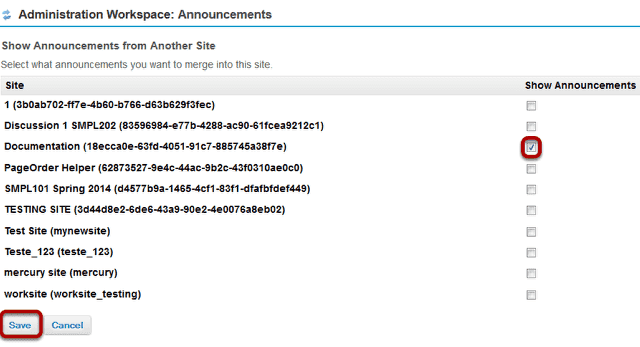 Administration Workspace: Announcements
Show Announcements from Another Site
Select what announcements you want to merge into this site.
Site Show Announcements
1 (3b0ab702-ff7e-4b60-b766-d63b629f3fec)
Discussion 1 SMPL202 (83596984-e77b-4288-ac90-61fcea9212c1)
Documentation (18ecca0e-63fd-4051-91c7-885745a38f7e)
PageOrder Helper (62873527-9e4c-44ac-9b2c-43f0310ae0c0)
SMPL101 Spring 2014 (d4577b9a-1465-4cf1-83f1-dfafbfdef449)
TESTING SITE (3d44d8e2-6de6-43a9-90e2-4e0076a8eb02)
Test Site (mynewsite)
Teste_123 (teste_123)
mercury site (mercury)
worksite (worksite_testing)
Save Cancel